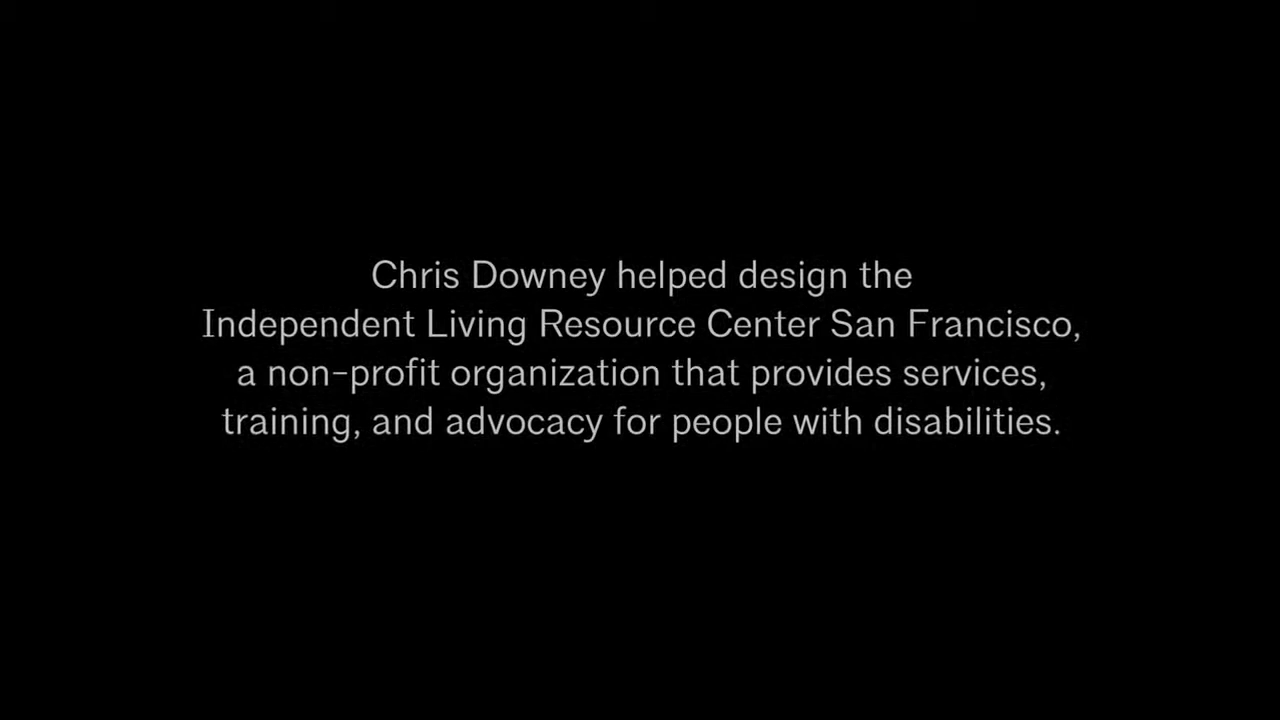 Chris Downey helped design the
Independent Living Resource Center San Francisco,
a non-profit organization that provides services,
training, and advocacy for people with disabilities.